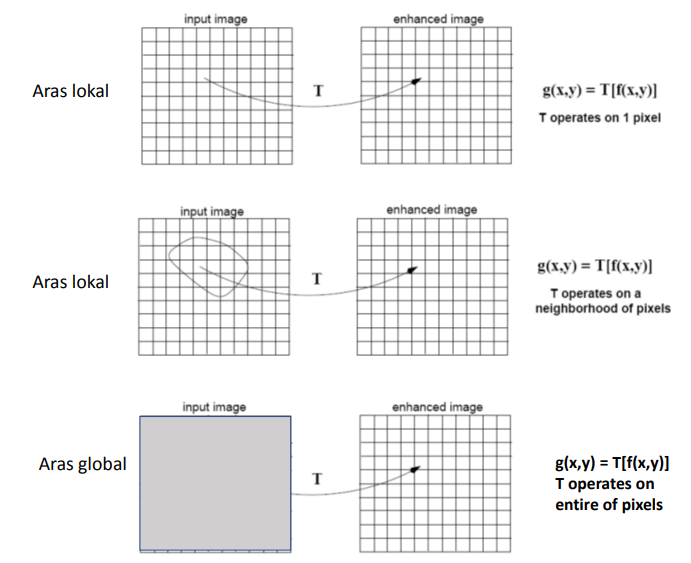 input image
enhanced image
Aras lokal
T
g(x,y) = T[f(x,y)]
T operates on 1 pixel
input image
enhanced image
Aras lokal
T
g(x,y) = T[f(x,y)]
T operates on a
neighborhood of pixels
input image
enhanced image
Aras global
T
g(x,y) = T[f(x,y)]
T operates on
entire of pixels